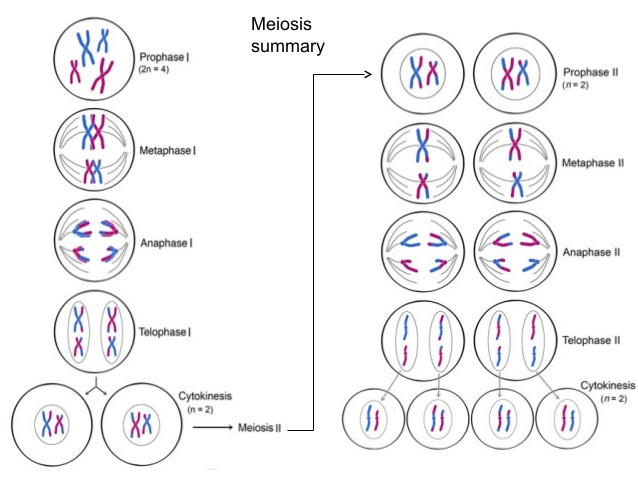 Meiosis
summary
Prophase I
(2n = 4)
Metaphase I
Anaphase I
Telophase I
Cytokinesis
(n = 2)
Meiosis II
Prophase II
(n = 2)
Metaphase II
Anaphase II
Telophase II
Cytokinesis
(n = 2)